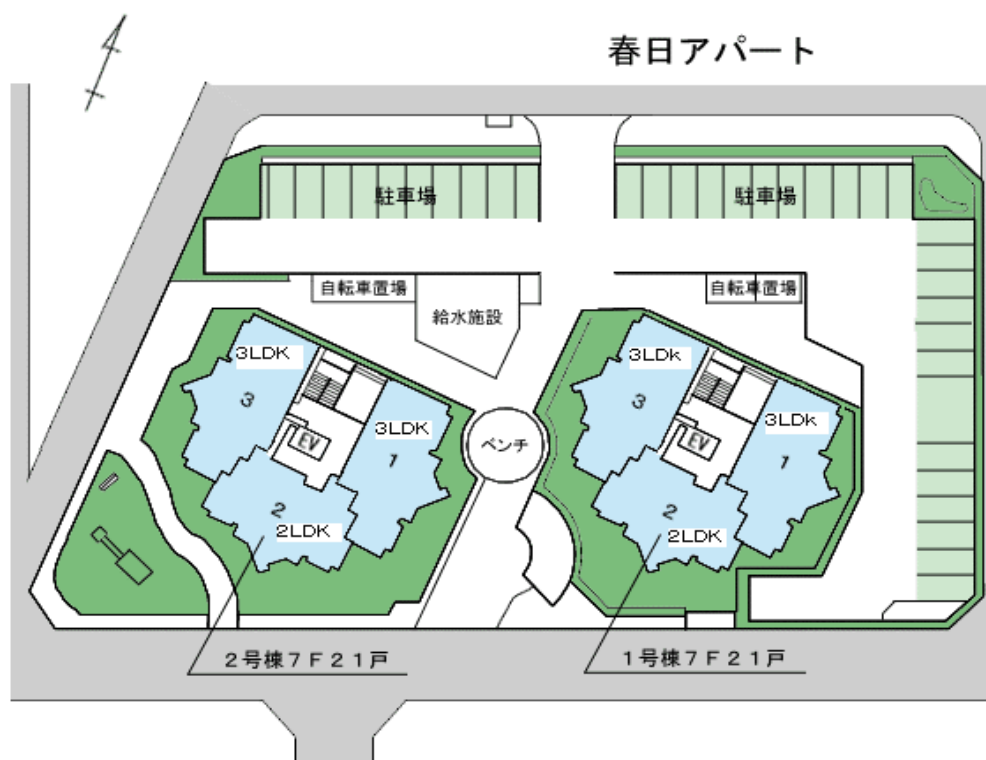 春日アパート
駐車場
駐車場
自転車置場
自転車置場
給水施設
3LDK
3
3LDK
1
EV
2
2LDK
ベンチ
3LDk
3
3LDk
1
EV
2
2LDK
2号棟7F21戸
1号棟7F21戸